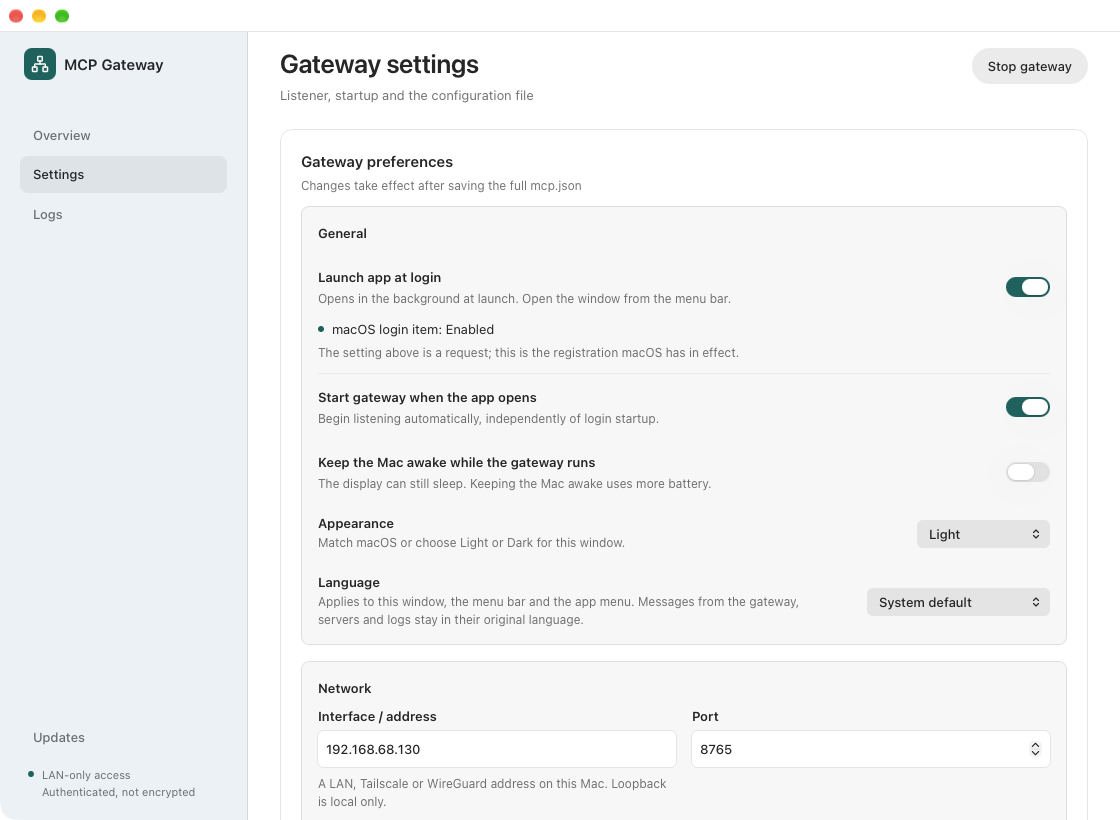 MCP Gateway
Overview
Settings
Logs
Updates
LAN-only access
Authenticated, not encrypted
Gateway settings
Listener, startup and the configuration file
Stop gateway
Gateway preferences
Changes take effect after saving the full mcp.json
General
Launch app at login
Opens in the background at launch. Open the window from the menu bar.
macOS login item: Enabled
The setting above is a request; this is the registration macOS has in effect.
Start gateway when the app opens
Begin listening automatically, independently of login startup.
Keep the Mac awake while the gateway runs
The display can still sleep. Keeping the Mac awake uses more battery.
Appearance
Match macOS or choose Light or Dark for this window.
Light
Language
Applies to this window, the menu bar and the app menu. Messages from the gateway,
servers and logs stay in their original language.
System default
Network
Interface / address
192.168.68.130
A LAN, Tailscale or WireGuard address on this Mac. Loopback
is local only.
Port
8765